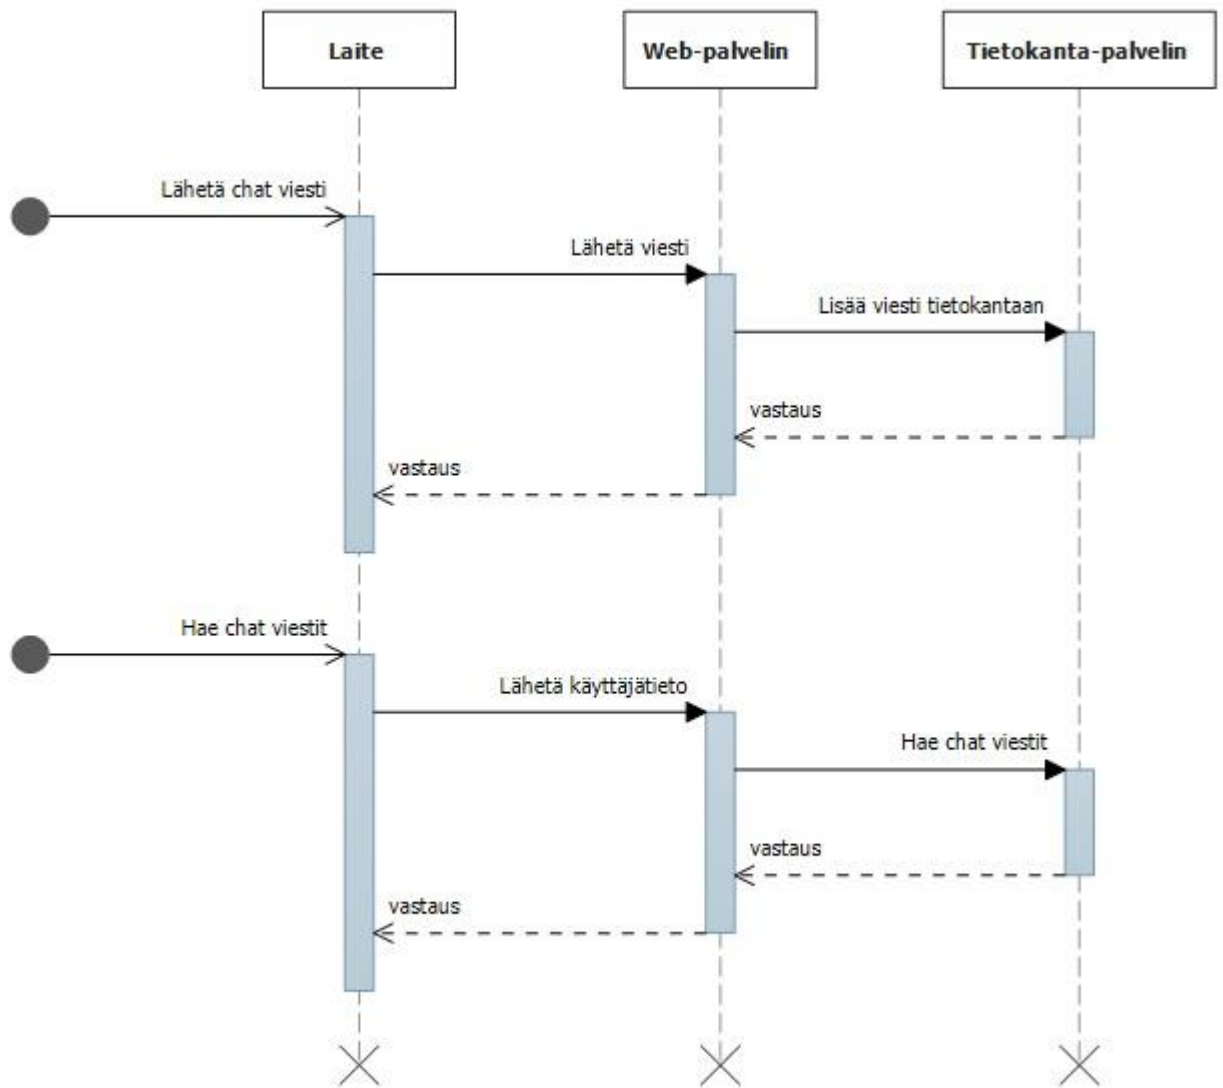 Laite
Web-palvelin
Tietokanta-palvelin
Lähetä chat viesti
Lähetä viesti
Lisää viesti tietokantaan
vastaus
vastaus
Hae chat viestit
Lähetä käyttäjätieto
Hae chat viestit
vastaus
vastaus